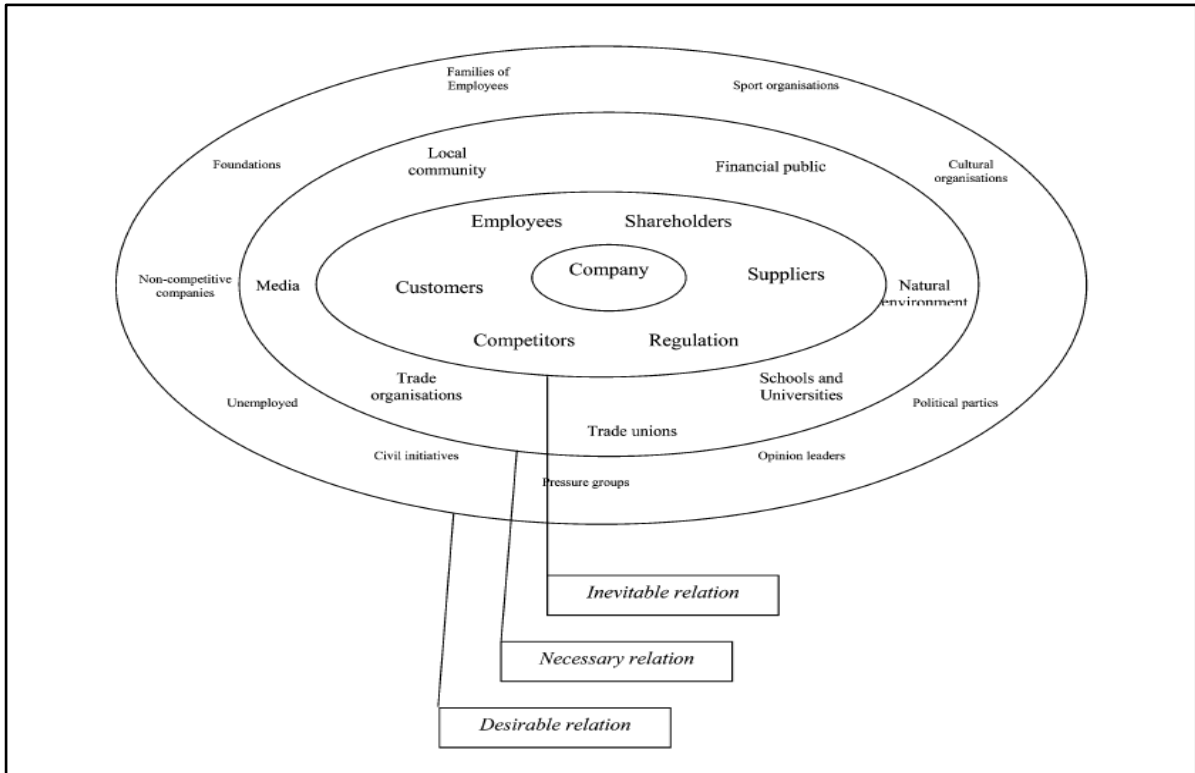 Families of
Employees
Sport organisations
Foundations
Local
community
Financial public
Cultural
organisations
Employees
Shareholders
Company
Suppliers
Customers
Non-competitive
companies
Media
Natural
environment
Competitors
Regulation
Trade
organisations
Schools and
Universities
Unemployed
Political parties
Trade unions
Civil initiatives
Opinion leaders
Pressure groups
Inevitable relation
Necessary relation
Desirable relation